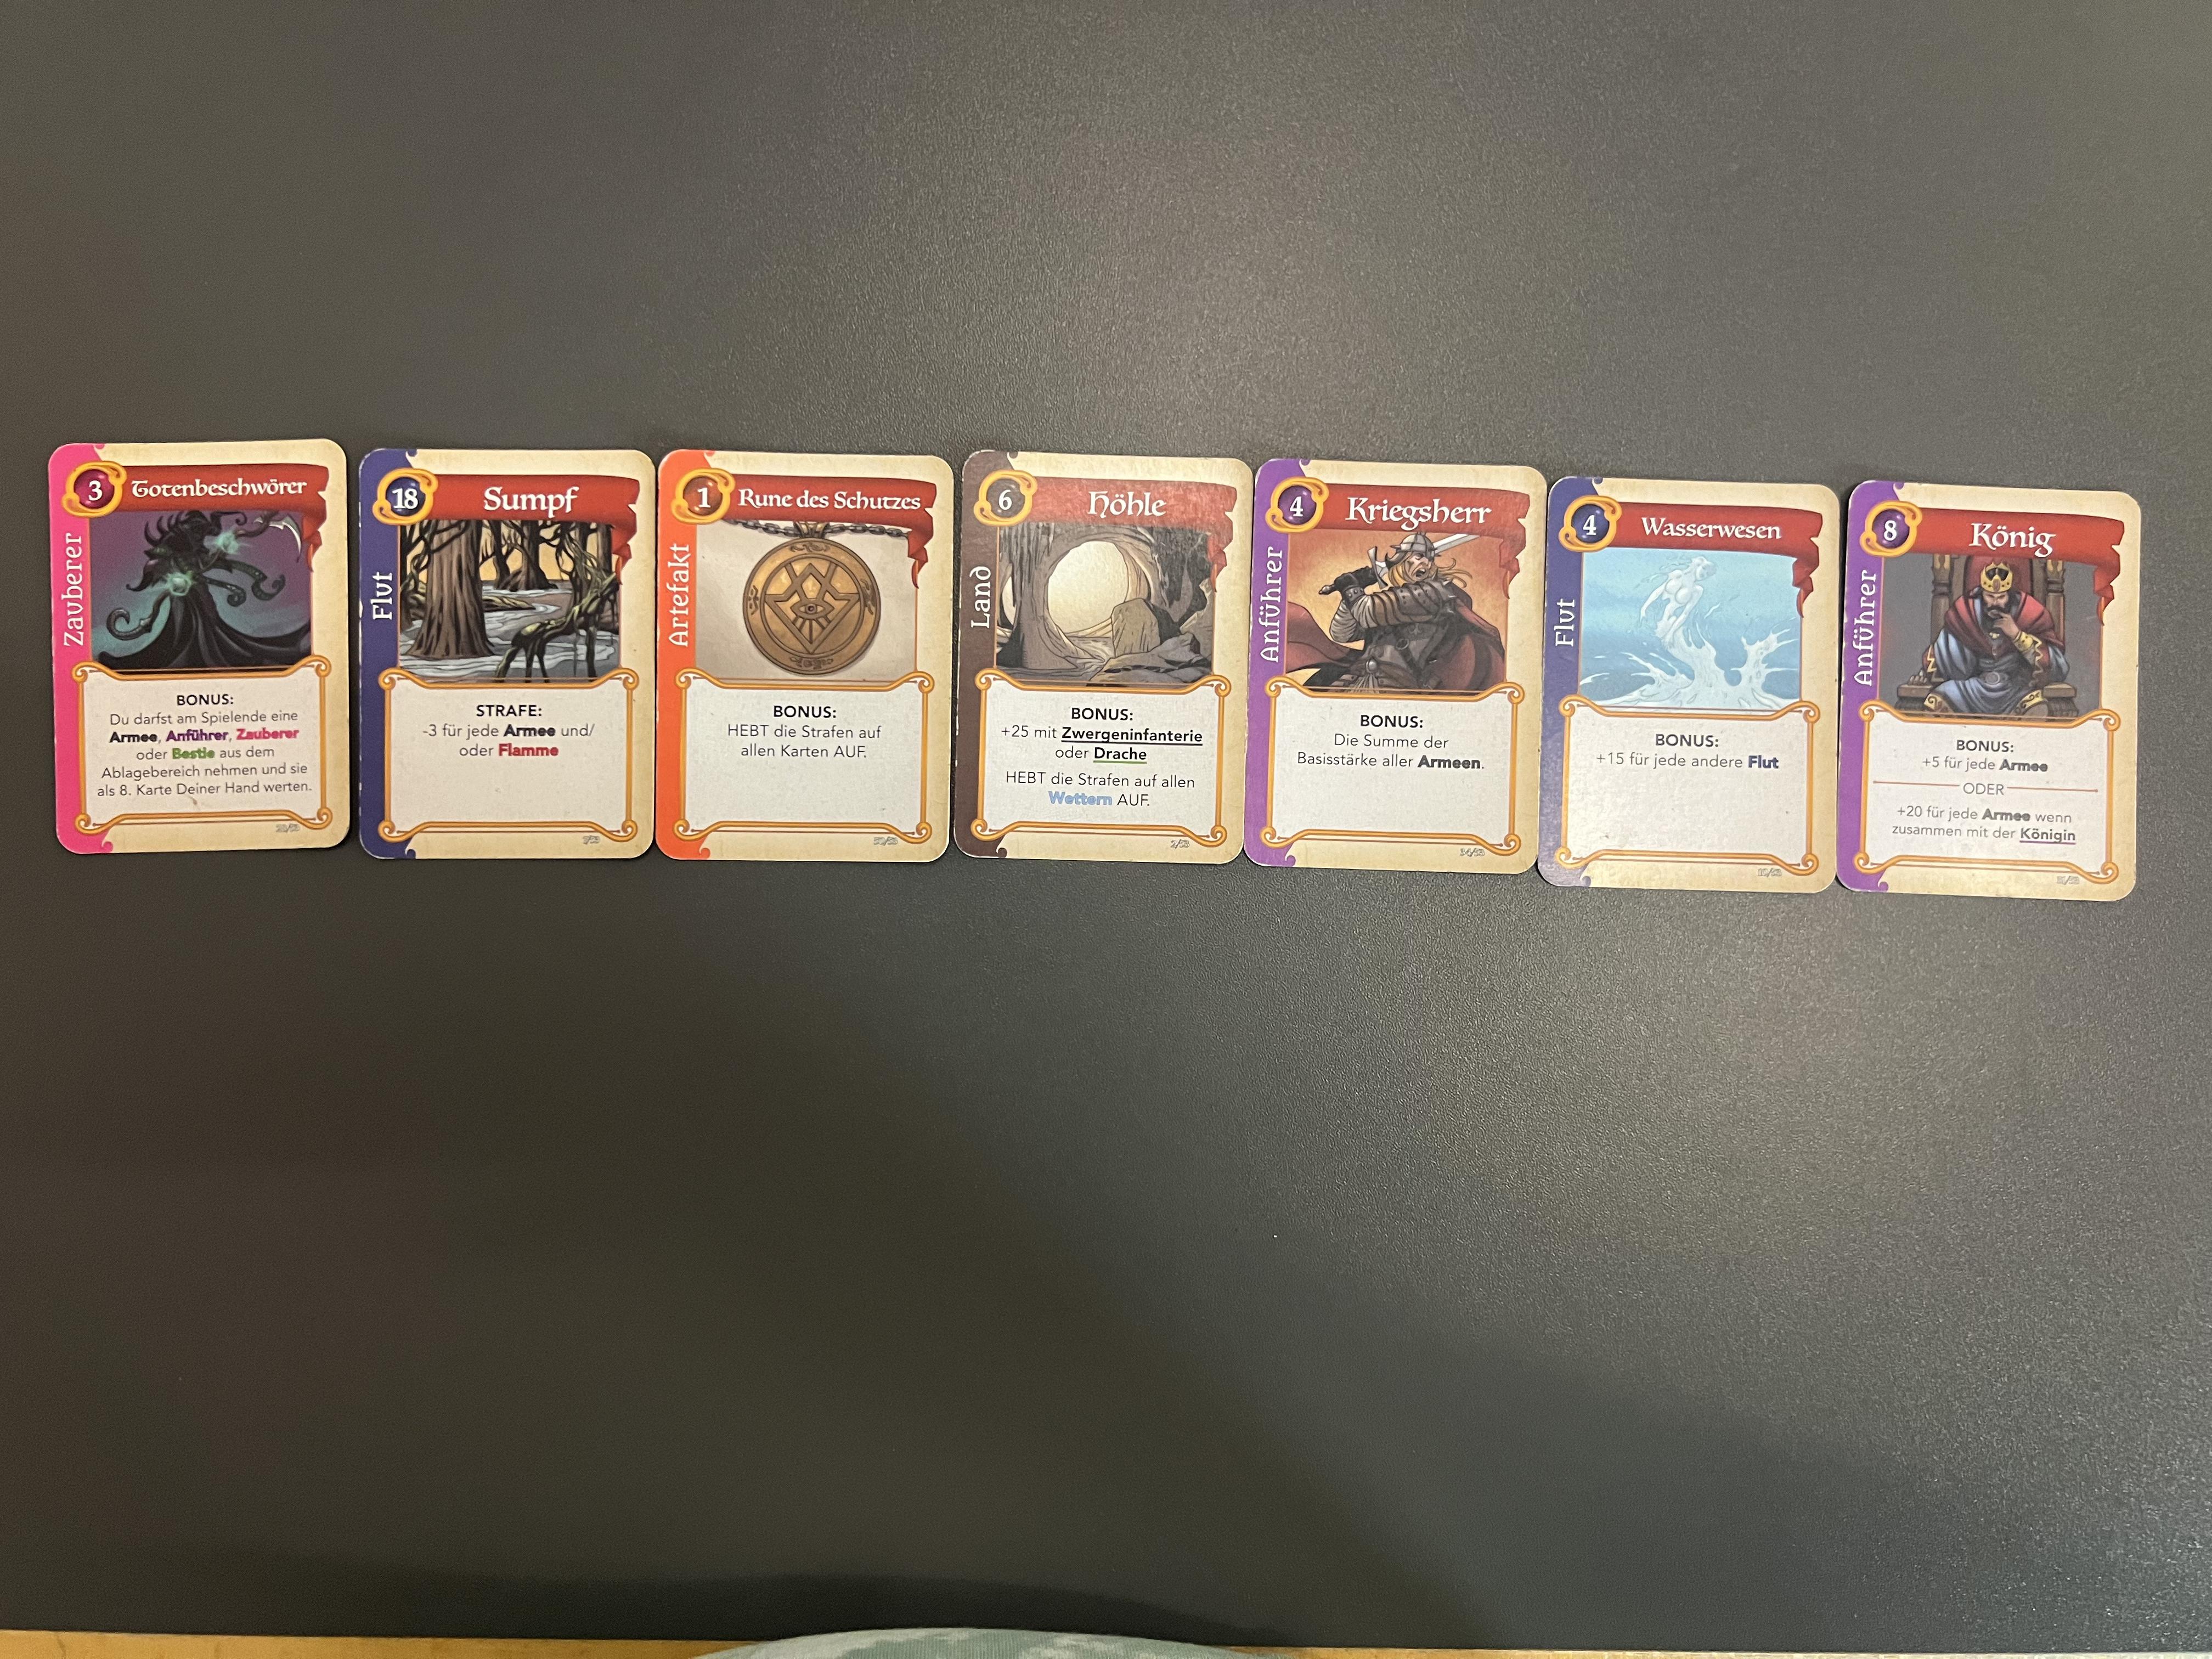 3
Totenbeschwörer
Zauberer
BONUS:
Du darfst am Spielende eine
Armee, Anführer, Zauberer
oder Bestie aus dem
Ablagebereich nehmen und sie
als 8. Karte Deiner Hand werten.
18
Sumpf
Flut
STRAFE:
-3 für jede Armee und/
oder Flamme
1
Rune des Schutzes
Artefakt
BONUS:
HEBT die Strafen auf
allen Karten AUF.
6
Höhle
Land
BONUS:
+25 mit Zwergeninfanterie
oder Drache
HEBT die Strafen auf allen
Wettern AUF.
4
Kriegsherr
Anführer
BONUS:
Die Summe der
Basisstärke aller Armeen.
34/53
4
Wasserwesen
Flut
BONUS:
+15 für jede andere Flut
8
König
Anführer
BONUS:
+5 für jede Armee
ODER
+20 für jede Armee wenn
zusammen mit der Königin